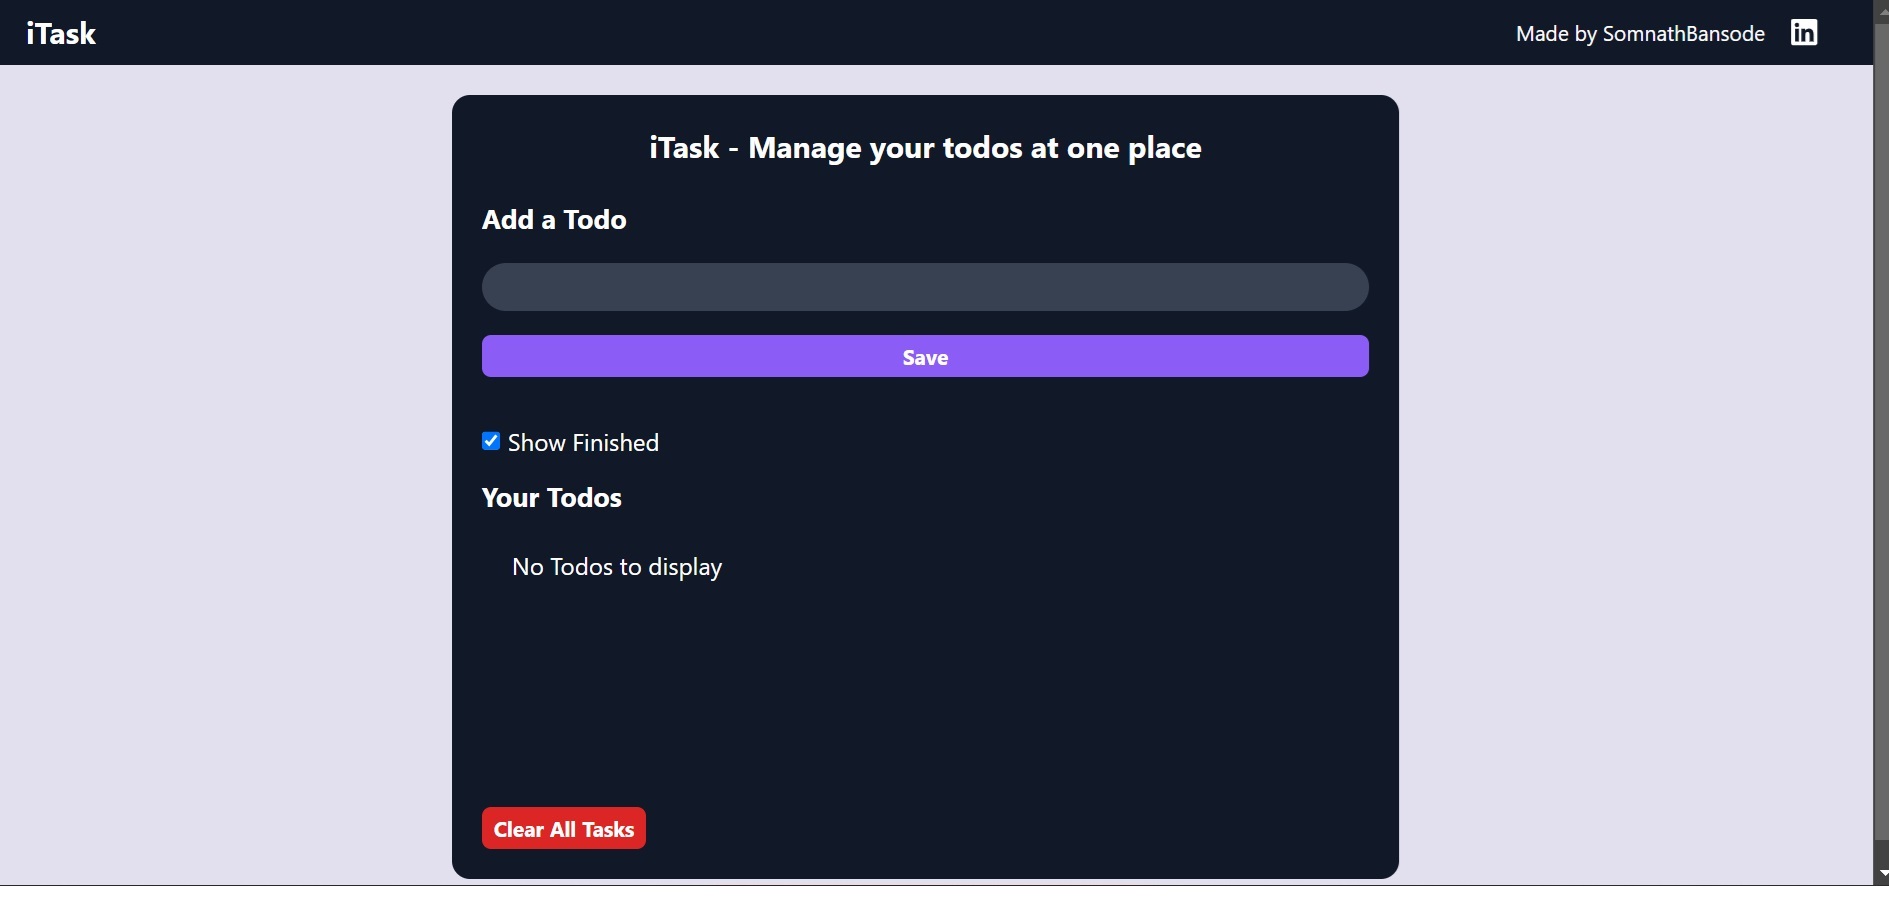 iTask
Made by SomnathBansode
iTask - Manage your todos at one place
Add a Todo
Save
Show Finished
Your Todos
No Todos to display
Clear All Tasks